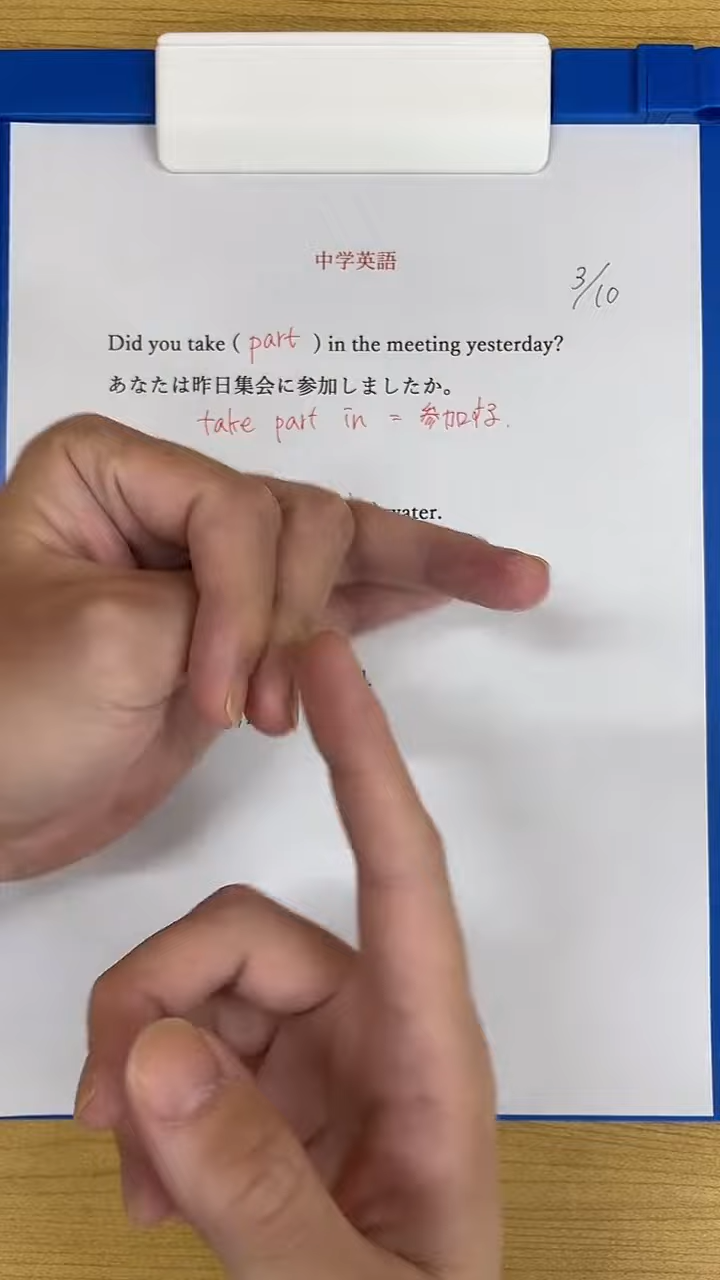 中学英語
3/10
Did you take ( part ) in the meeting yesterday?
あなたは昨日集会に参加しましたか。
take part in = 参加する.
water.